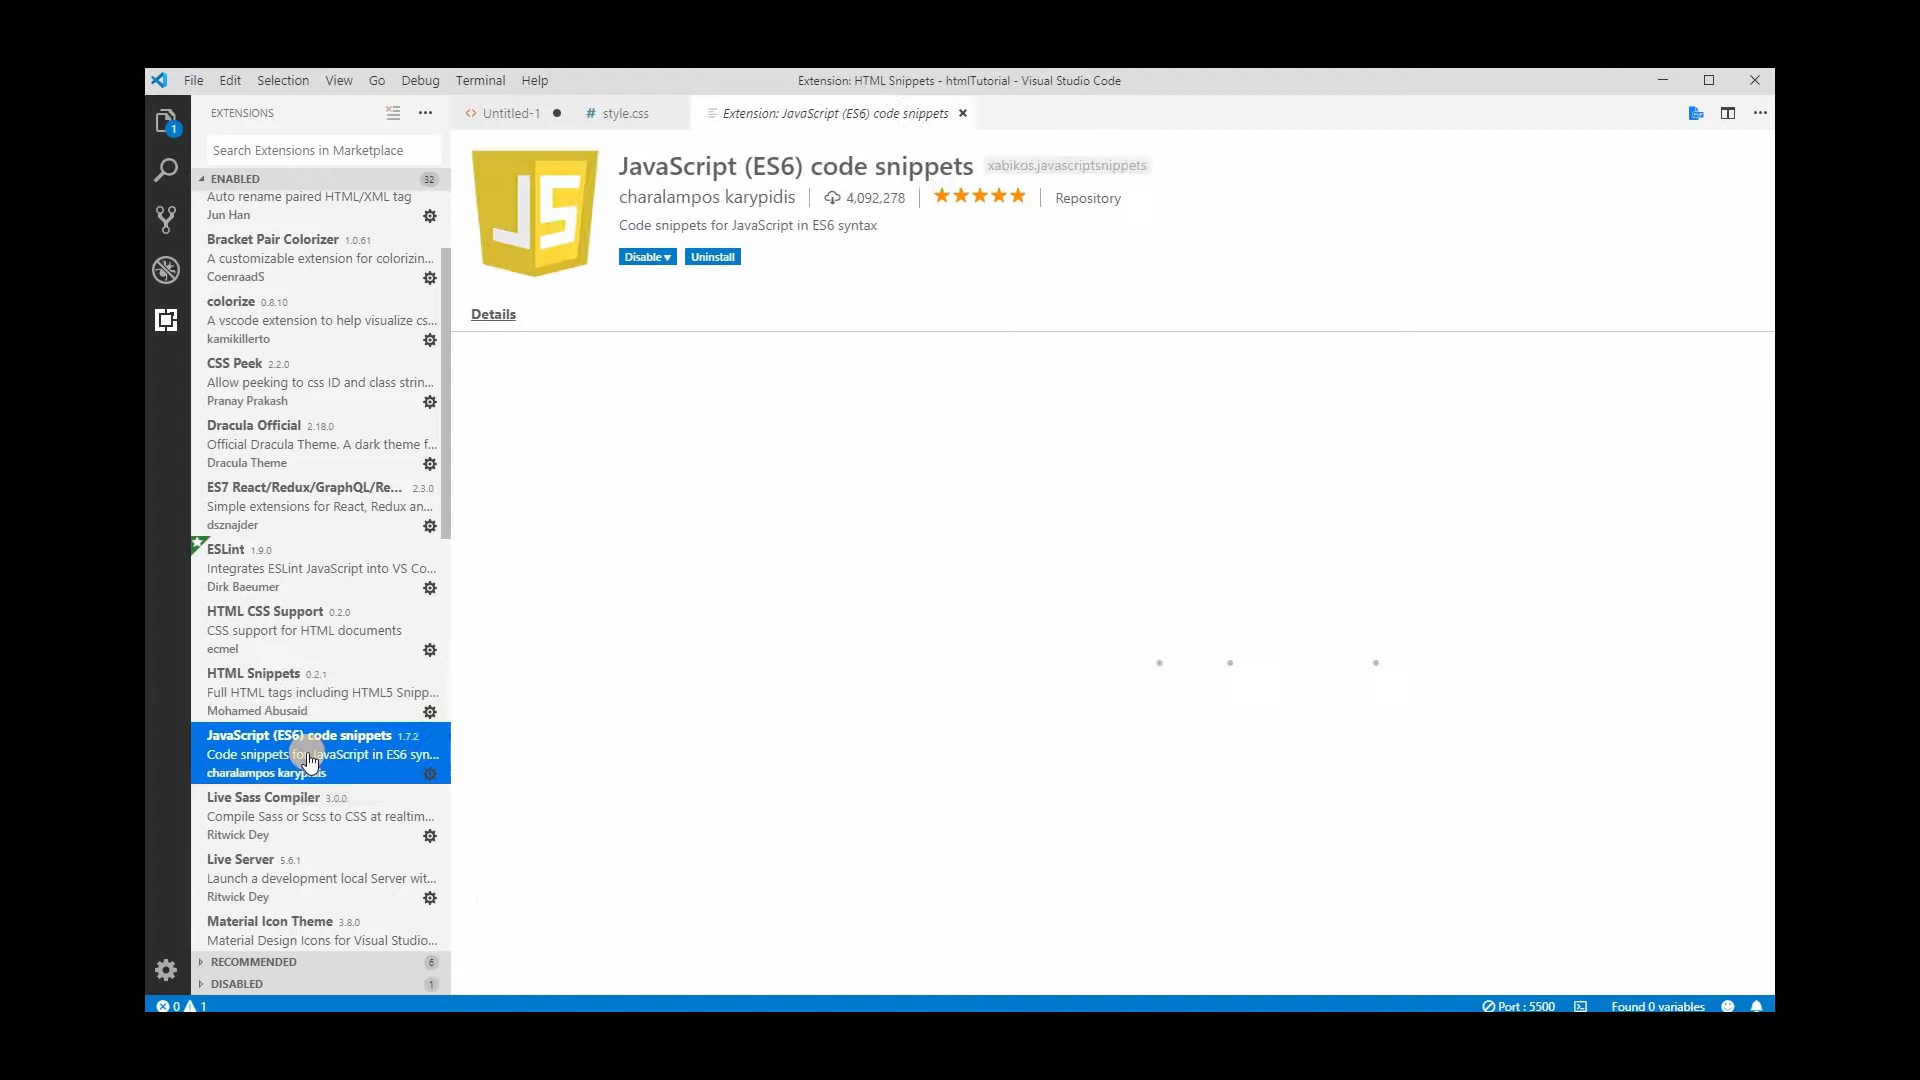 File Edit Selection View Go Debug Terminal Help
Extension: HTML Snippets - htmlTutorial - Visual Studio Code
EXTENSIONS
Untitled-1
# style.css
Extension: JavaScript (ES6) code snippets
1
Search Extensions in Marketplace
ENABLED 32
Auto rename paired HTML/XML tag
Jun Han
Bracket Pair Colorizer 1.0.61
A customizable extension for colorizin...
CoenraadS
colorize 0.8.10
A vscode extension to help visualize cs...
kamikillerto
CSS Peek 2.2.0
Allow peeking to css ID and class strin...
Pranay Prakash
Dracula Official 2.18.0
Official Dracula Theme. A dark theme f...
Dracula Theme
ES7 React/Redux/GraphQL/Re... 2.3.0
Simple extensions for React, Redux an...
dsznajder
ESLint 1.9.0
Integrates ESLint JavaScript into VS Co...
Dirk Baeumer
HTML CSS Support 0.2.0
CSS support for HTML documents
ecmel
HTML Snippets 0.2.1
Full HTML tags including HTML5 Snipp...
Mohamed Abusaid
JavaScript (ES6) code snippets 1.7.2
Code snippets for JavaScript in ES6 syn...
charalampos karypidis
Live Sass Compiler 3.0.0
Compile Sass or Scss to CSS at realtim...
Ritwick Dey
Live Server 5.6.1
Launch a development local Server wit...
Ritwick Dey
Material Icon Theme 3.8.0
Material Design Icons for Visual Studio...
RECOMMENDED 6
DISABLED 1
JavaScript (ES6) code snippets xabikos.javascriptsnippets
charalampos karypidis 4,092,278 Repository
Code snippets for JavaScript in ES6 syntax
Disable Uninstall
JS
Details
0 1
Port : 5500
Found 0 variables